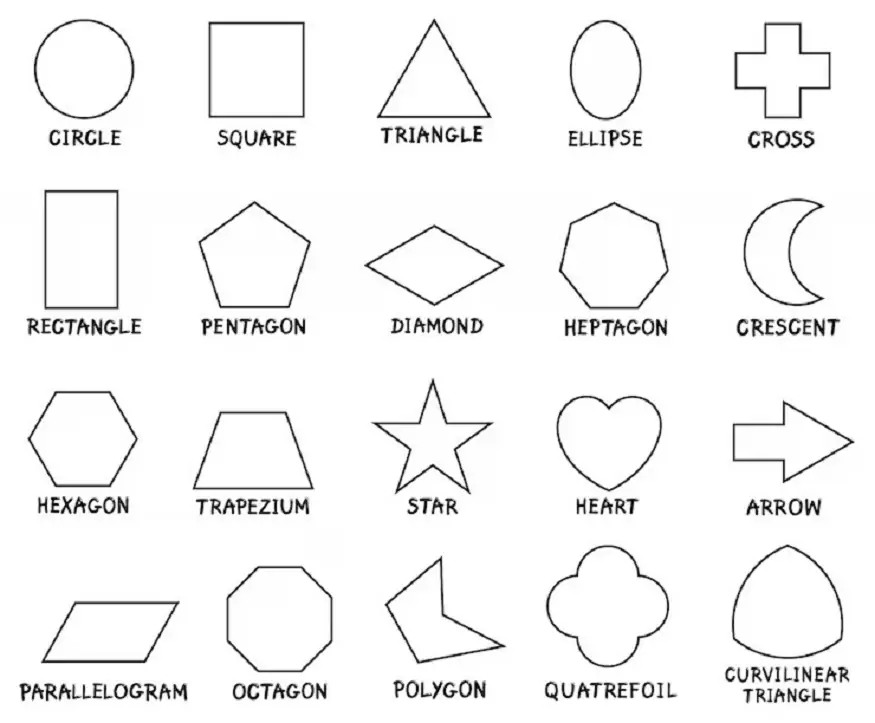 CIRCLE
SQUARE
TRIANGLE
ELLIPSE
CROSS
RECTANGLE
PENTAGON
DIAMOND
HEPTAGON
CRESCENT
HEXAGON
TRAPEZIUM
STAR
HEART
ARROW
PARALLELOGRAM
OCTAGON
POLYGON
QUATREFOIL
CURVILINEAR
TRIANGLE